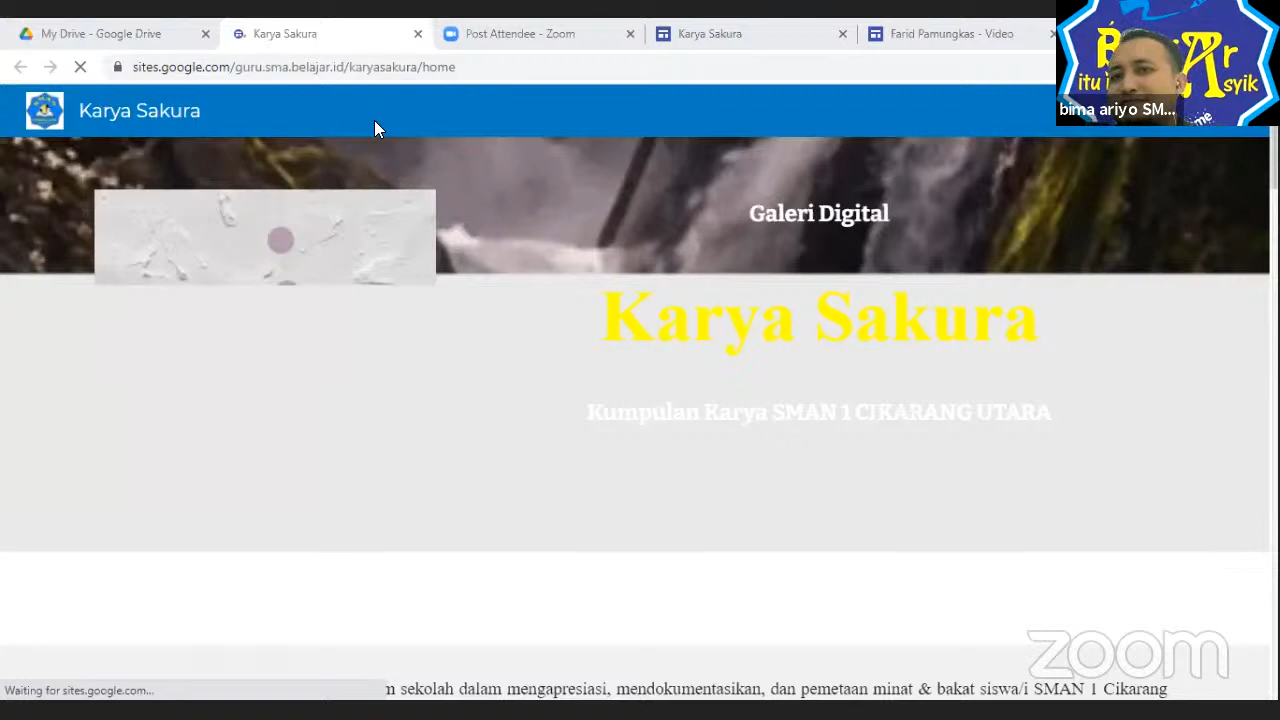 My Drive - Google Drive
Karya Sakura
Post Attendee - Zoom
Karya Sakura
Farid Pamungkas - Video
sites.google.com/guru.sma.belajar.id/karyasakura/home
itu
Asyik
bima ariyo SM...
Karya Sakura
Galeri Digital
Karya Sakura
Kumpulan Karya SMAN 1 CIKARANG UTARA
zoom
Waiting for sites.google.com...
sekolah dalam mengapresiasi, mendokumentasikan, dan pemetaan minat & bakat siswa/i SMAN 1 Cikarang